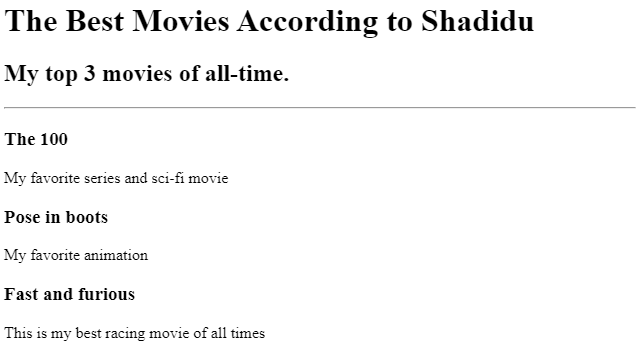 The Best Movies According to Shadidu
My top 3 movies of all-time.
The 100
My favorite series and sci-fi movie
Pose in boots
My favorite animation
Fast and furious
This is my best racing movie of all times